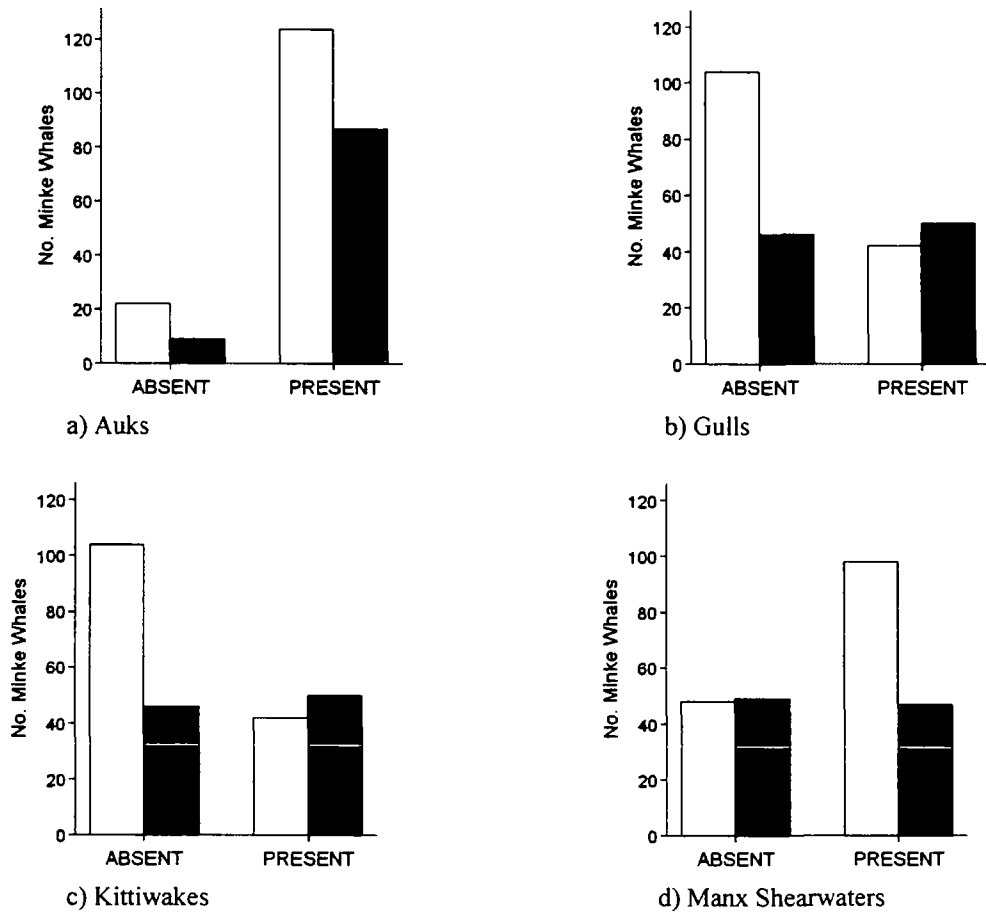 No. Minke Whales
120
100
80
60
40
20
0
ABSENT PRESENT
a) Auks
No. Minke Whales
120
100
80
60
40
20
0
ABSENT PRESENT
b) Gulls
No. Minke Whales
120
100
80
60
40
20
0
ABSENT PRESENT
c) Kittiwakes
No. Minke Whales
120
100
80
60
40
20
0
ABSENT PRESENT
d) Manx Shearwaters